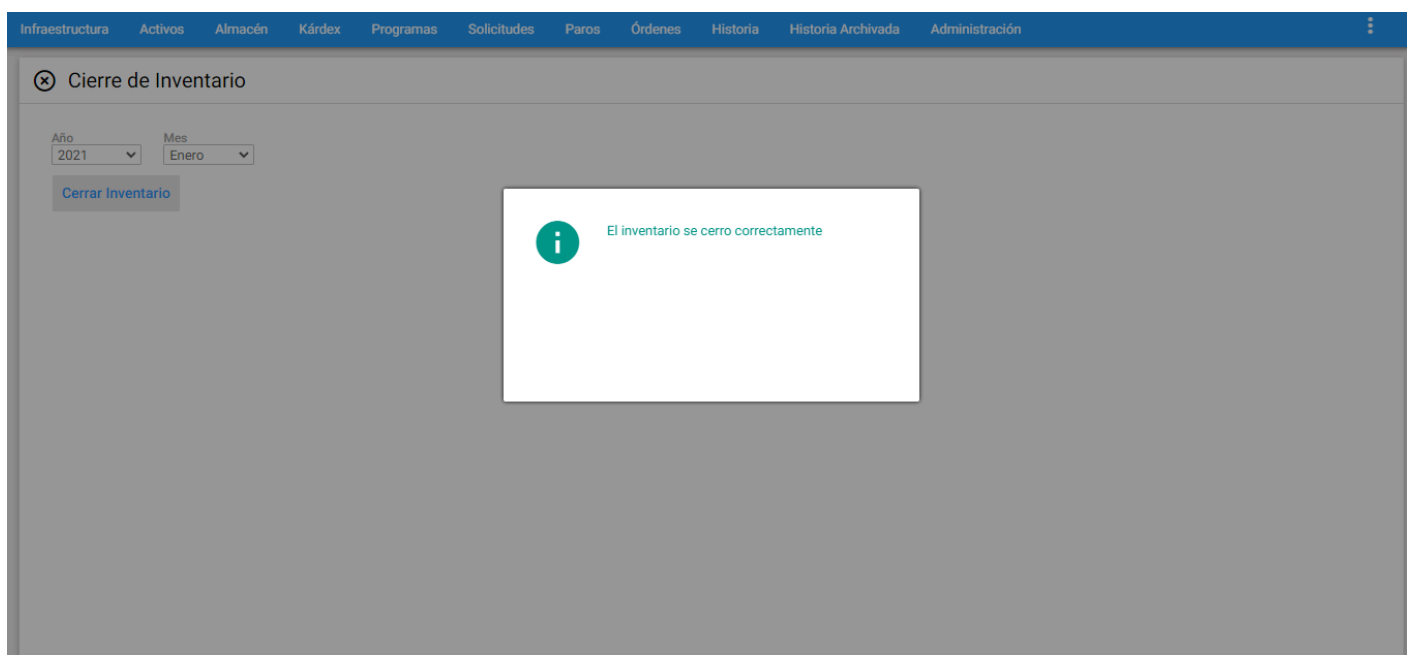 Infraestructura Activos Almacén Kárdex Programas Solicitudes Paros Órdenes Historia Historia Archivada Administración
Cierre de Inventario
Año Mes
2021 Enero
Cerrar Inventario
El inventario se cerro correctamente